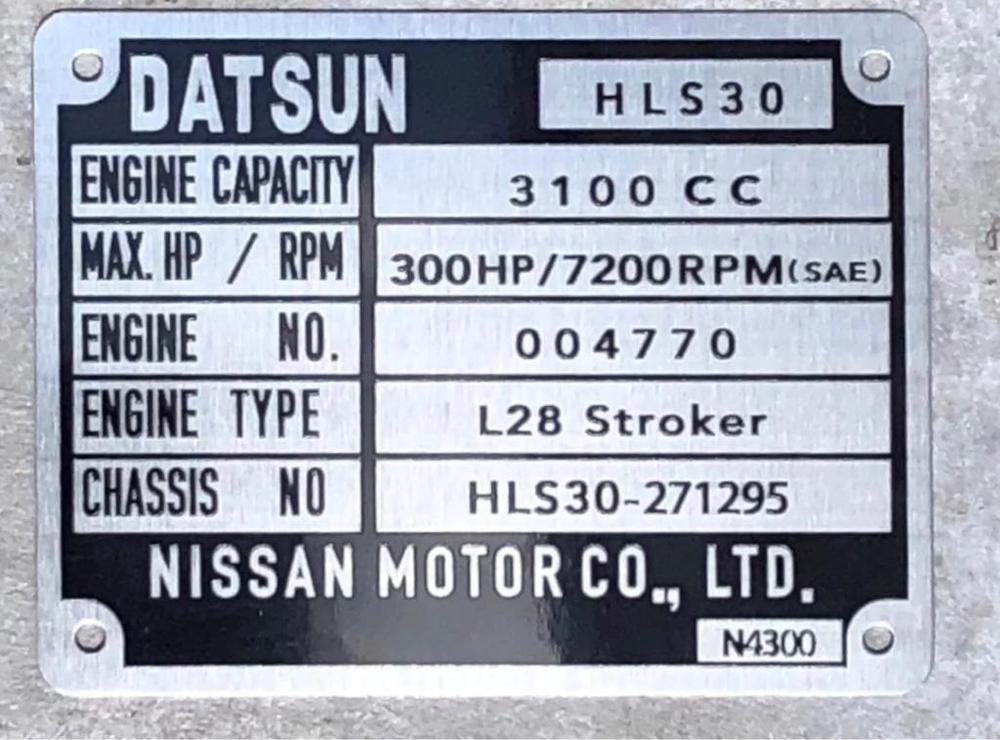 DATSUN HLS30
ENGINE CAPACITY 3100 CC
MAX. HP / RPM 300HP/7200RPM(SAE)
ENGINE NO. 004770
ENGINE TYPE L28 Stroker
CHASSIS NO HLS30-271295
NISSAN MOTOR CO., LTD.
N4300